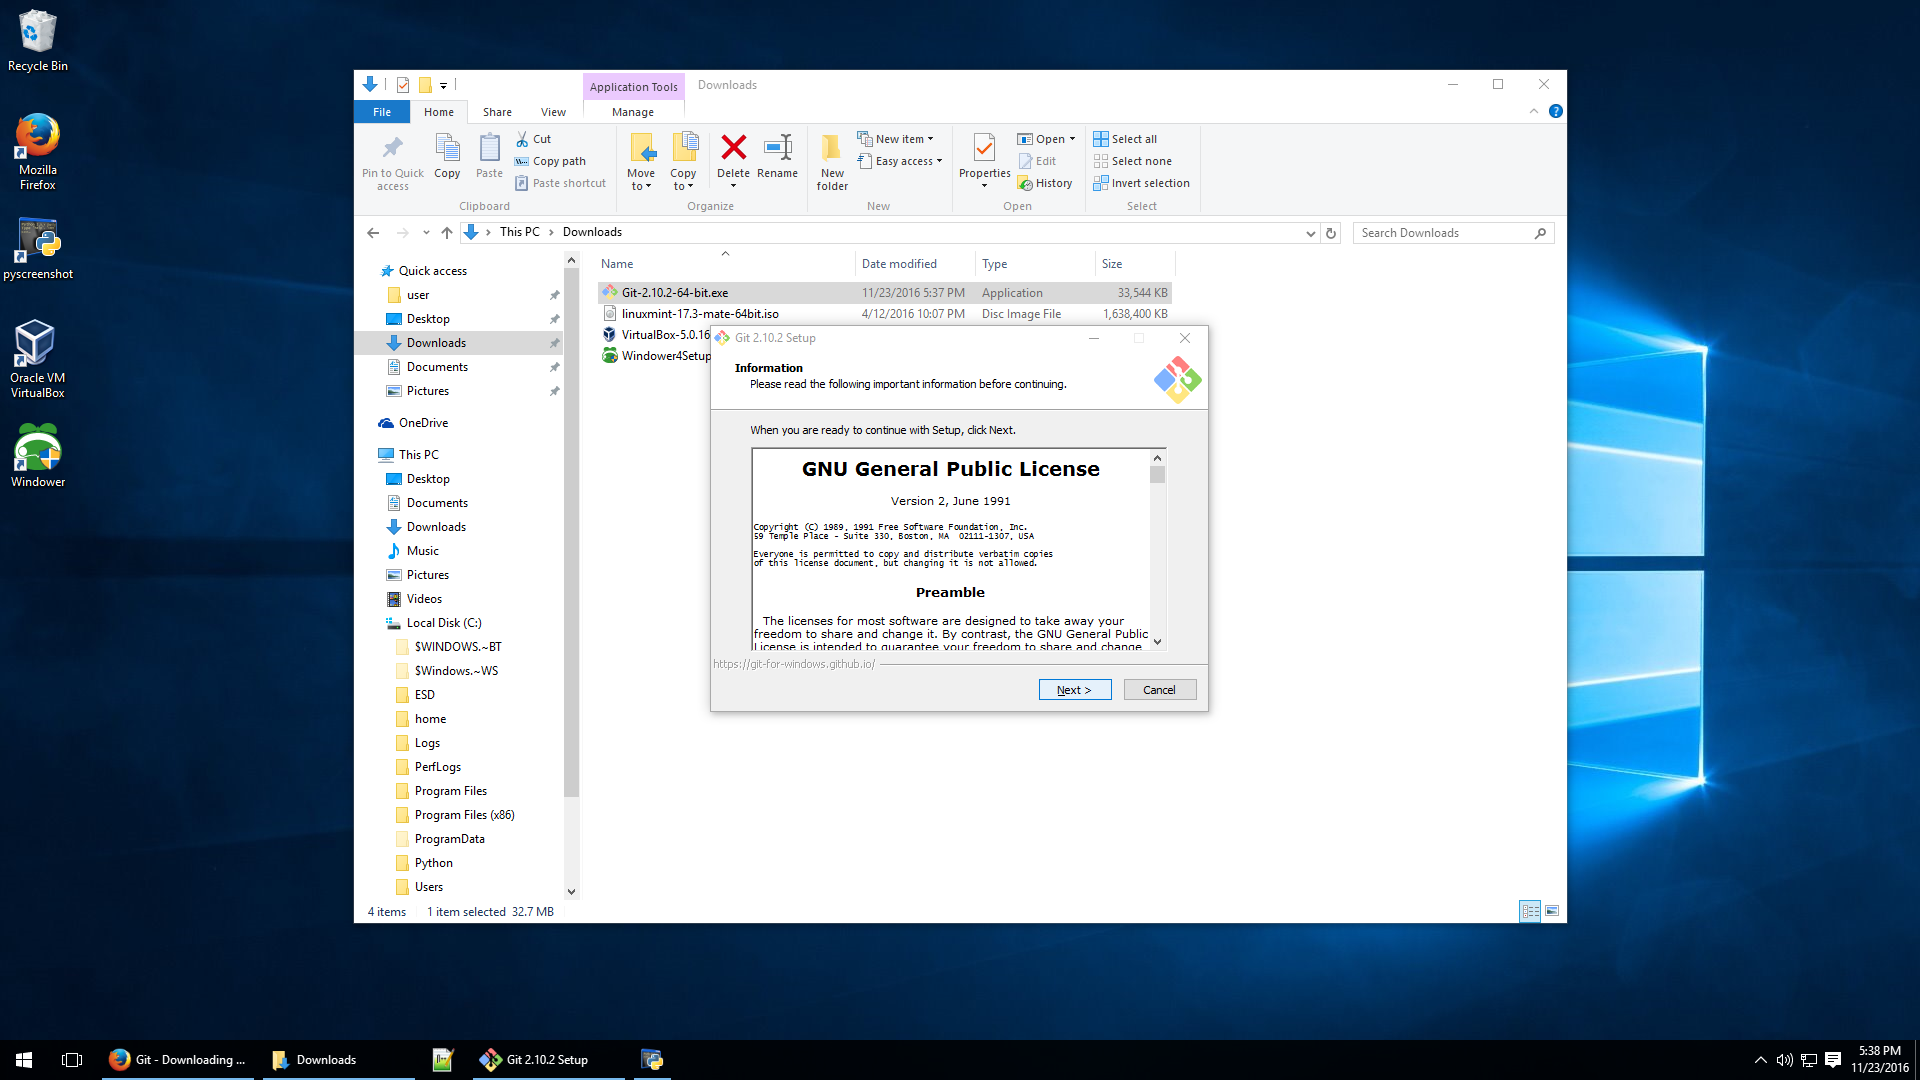 Recycle Bin
Mozilla
Firefox
pyscreenshot
Oracle VM
VirtualBox
Windower
Application Tools
Downloads
File
Home
Share
View
Manage
Pin to Quick
access
Copy
Paste
Cut
Copy path
Paste shortcut
Clipboard
Move
to
Copy
to
Delete
Rename
Organize
New
folder
New item
Easy access
New
Properties
Open
Edit
History
Open
Select all
Select none
Invert selection
Select
This PC > Downloads
Search Downloads
Quick access
user
Desktop
Downloads
Documents
Pictures
OneDrive
This PC
Desktop
Documents
Downloads
Music
Pictures
Videos
Local Disk (C:)
$WINDOWS.~BT
$Windows.~WS
ESD
home
Logs
PerfLogs
Program Files
Program Files (x86)
ProgramData
Python
Users
Name Date modified Type Size
Git-2.10.2-64-bit.exe 11/23/2016 5:37 PM Application 33,544 KB
linuxmint-17.3-mate-64bit.iso 4/12/2016 10:07 PM Disc Image File 1,638,400 KB
VirtualBox-5.0.16
Windower4Setup
Git 2.10.2 Setup
Information
Please read the following important information before continuing.
When you are ready to continue with Setup, click Next.
GNU General Public License
Version 2, June 1991
Copyright (C) 1989, 1991 Free Software Foundation, Inc.
59 Temple Place - Suite 330, Boston, MA  02111-1307, USA
Everyone is permitted to copy and distribute verbatim copies
of this license document, but changing it is not allowed.
Preamble
The licenses for most software are designed to take away your
freedom to share and change it. By contrast, the GNU General Public
License is intended to guarantee your freedom to share and change
https://git-for-windows.github.io/
Next >
Cancel
4 items
1 item selected 32.7 MB
Git - Downloading ...
Downloads
Git 2.10.2 Setup
5:38 PM
11/23/2016